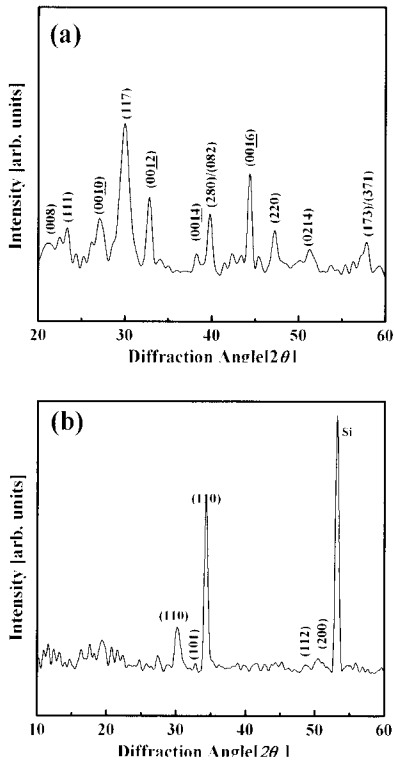 (a)
Intensity [arb. units]
(008)
(111)
(0010)
(117)
(0012)
(0014)
(280)/(082)
(0016)
(220)
(0214)
(173)/(371)
20 30 40 50 60
Diffraction Angle[2θ]
(b)
Intensity [arb. units]
(110)
(101)
(110)
(112)
(200)
Si
10 20 30 40 50 60
Diffraction Angle[2θ]